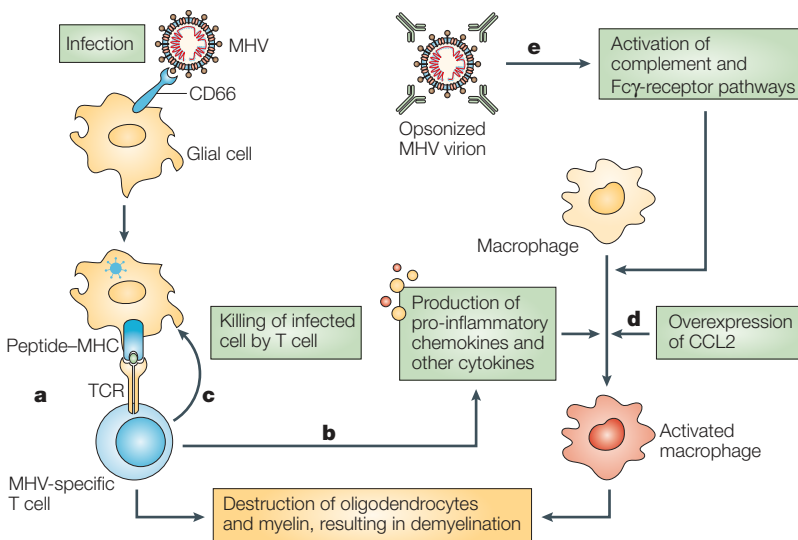 Infection
MHV
CD66
Glial cell
Opsonized
MHV virion
e
Activation of
complement and
Fcγ-receptor pathways
Macrophage
Peptide–MHC
TCR
a
MHV-specific
T cell
Killing of infected
cell by T cell
c
b
Production of
pro-inflammatory
chemokines and
other cytokines
d
Overexpression
of CCL2
Activated
macrophage
Destruction of oligodendrocytes
and myelin, resulting in demyelination